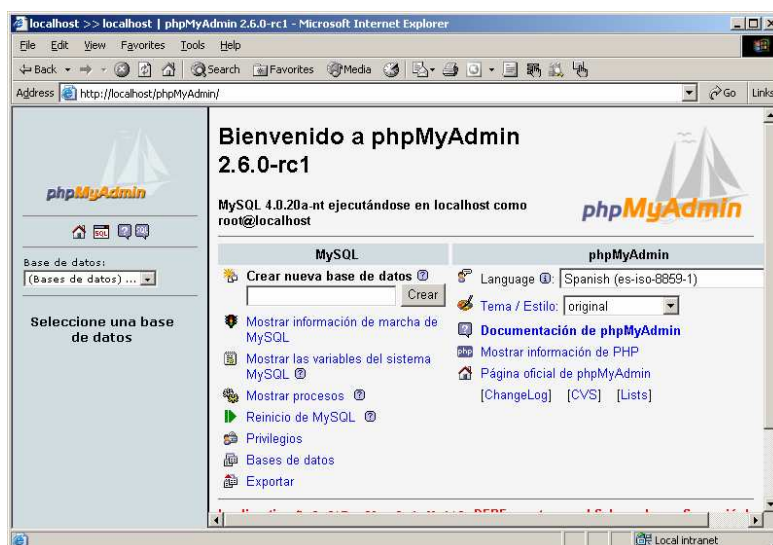 localhost >> localhost | phpMyAdmin 2.6.0-rc1 - Microsoft Internet Explorer
File Edit View Favorites Tools Help
Back Search Favorites Media
Address http://localhost/phpMyAdmin/ Go Links
phpMyAdmin
SQL
Base de datos:
(Bases de datos) ...
Seleccione una base
de datos
Bienvenido a phpMyAdmin
2.6.0-rc1
MySQL 4.0.20a-nt ejecutándose en localhost como
root@localhost
phpMyAdmin
MySQL
Crear nueva base de datos
Crear
Mostrar información de marcha de
MySQL
Mostrar las variables del sistema
MySQL
Mostrar procesos
Reinicio de MySQL
Privilegios
Bases de datos
Exportar
phpMyAdmin
Language: Spanish (es-iso-8859-1)
Tema / Estilo: original
Documentación de phpMyAdmin
php Mostrar información de PHP
Página oficial de phpMyAdmin
[ChangeLog] [CVS] [Lists]
Local intranet